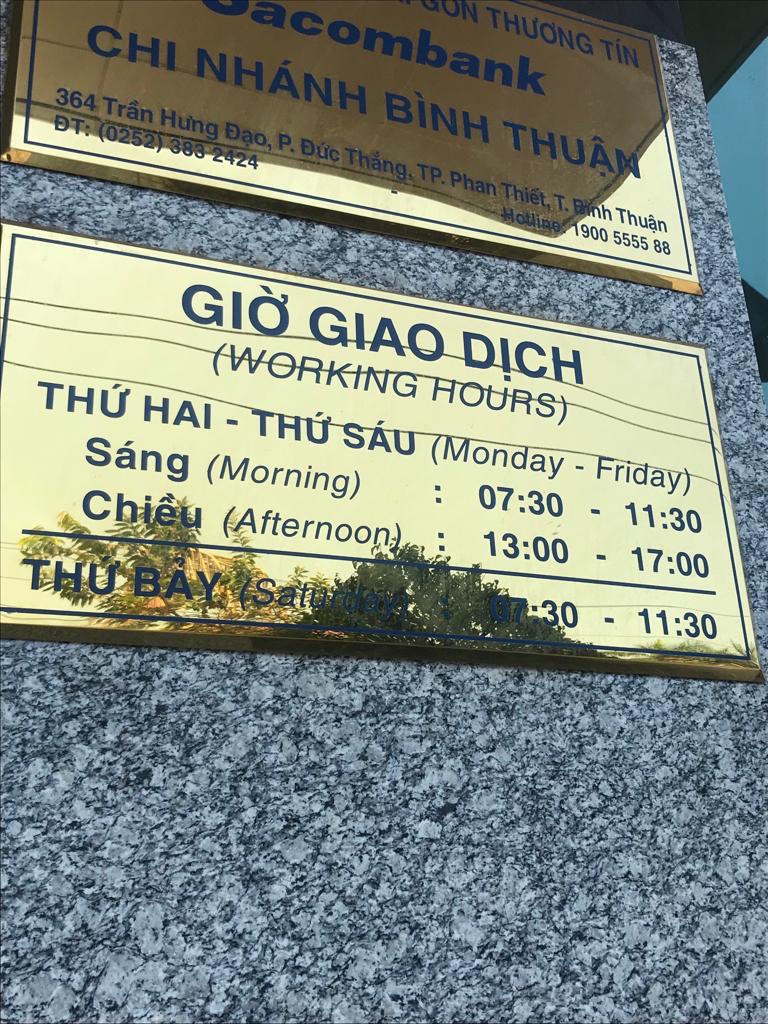 GÒN THƯƠNG TÍN
Sacombank
CHI NHÁNH BÌNH THUẬN
364 Trần Hưng Đạo, P. Đức Thắng, TP. Phan Thiết, T. Bình Thuận
ĐT: (0252) 383 2424 - Hotline: 1900 5555 88
GIỜ GIAO DỊCH
(WORKING HOURS)
THỨ HAI - THỨ SÁU (Monday - Friday)
Sáng (Morning) : 07:30 - 11:30
Chiều (Afternoon) : 13:00 - 17:00
THỨ BẢY (Saturday) : 07:30 - 11:30